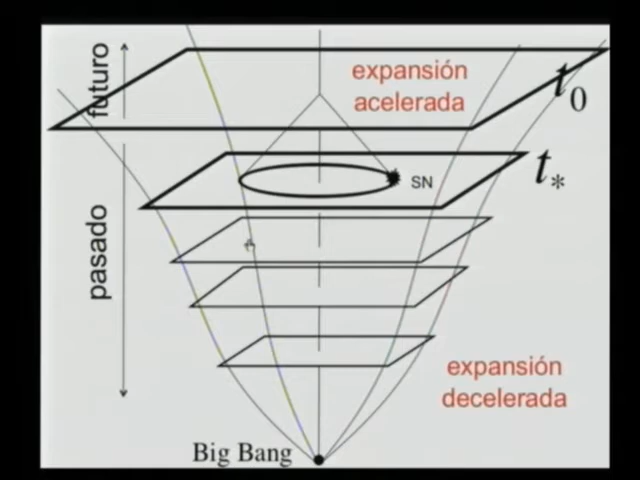 futuro
expansión
acelerada
t₀
SN
t*
pasado
expansión
decelerada
Big Bang